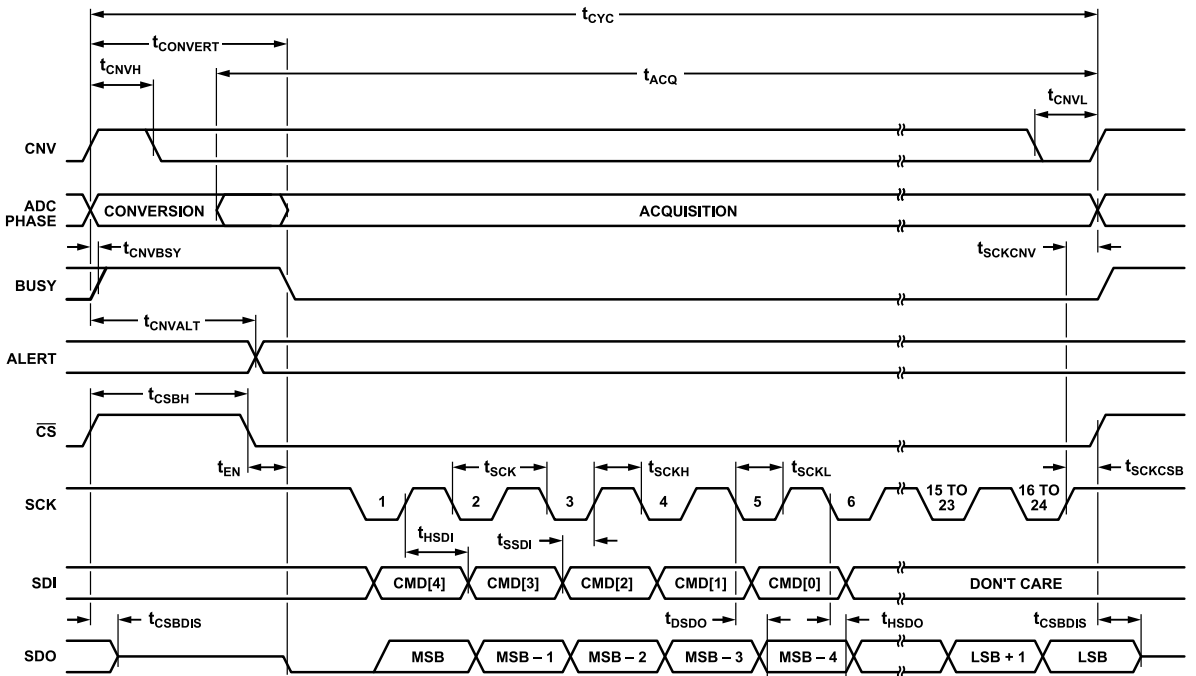 tCYC
tCONVERT
tCNVH
tACQ
tCNVL
CNV
ADC
PHASE
CONVERSION
ACQUISITION
tCNVBSY
tSCKCNV
BUSY
tCNVALT
ALERT
tCSBH
CS
tEN
tSCK
tSCKH
tSCKL
tSCKCSB
SCK
1 2 3 4 5 6 15 TO 23 16 TO 24
tHSDI
tSSDI
SDI
CMD[4] CMD[3] CMD[2] CMD[1] CMD[0] DON'T CARE
tCSBDIS
tDSDO
tHSDO
tCSBDIS
SDO
MSB MSB – 1 MSB – 2 MSB – 3 MSB – 4 LSB + 1 LSB